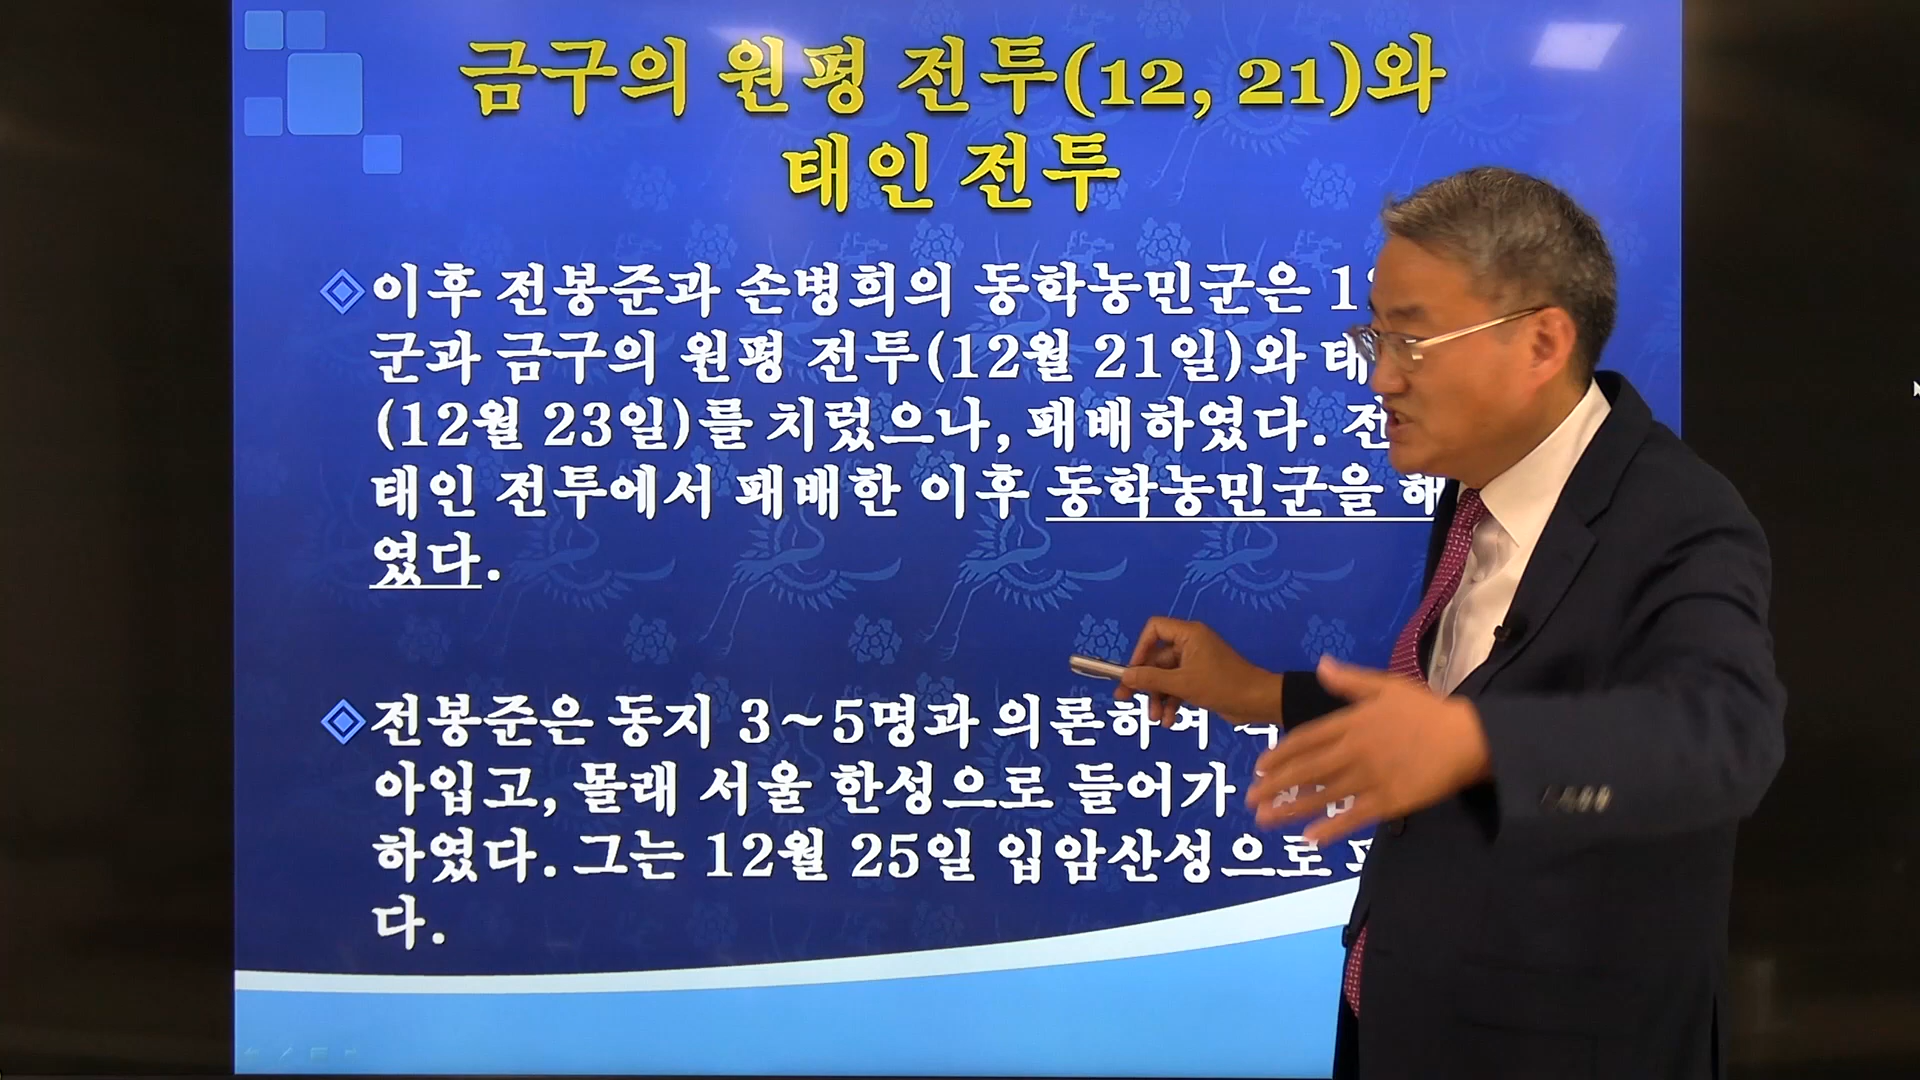 금구의 원평 전투(12, 21)와
태인 전투
이후 전봉준과 손병희의 동학농민군은
군과 금구의 원평 전투(12월 21일)와
(12월 23일)를 치렀으나, 패배하였다.
태인 전투에서 패배한 이후 동학농민군을 해
였다.
전봉준은 동지 3~5명과 의론하여
아입고, 몰래 서울 한성으로 들어가
하였다. 그는 12월 25일 입암산성으로
다.